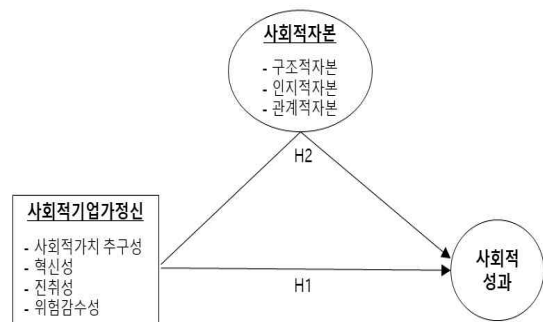 사회적자본
- 구조적자본
- 인지적자본
- 관계적자본
H2
사회적기업가정신
- 사회적가치 추구성
- 혁신성
- 진취성
- 위험감수성
H1
사회적
성과